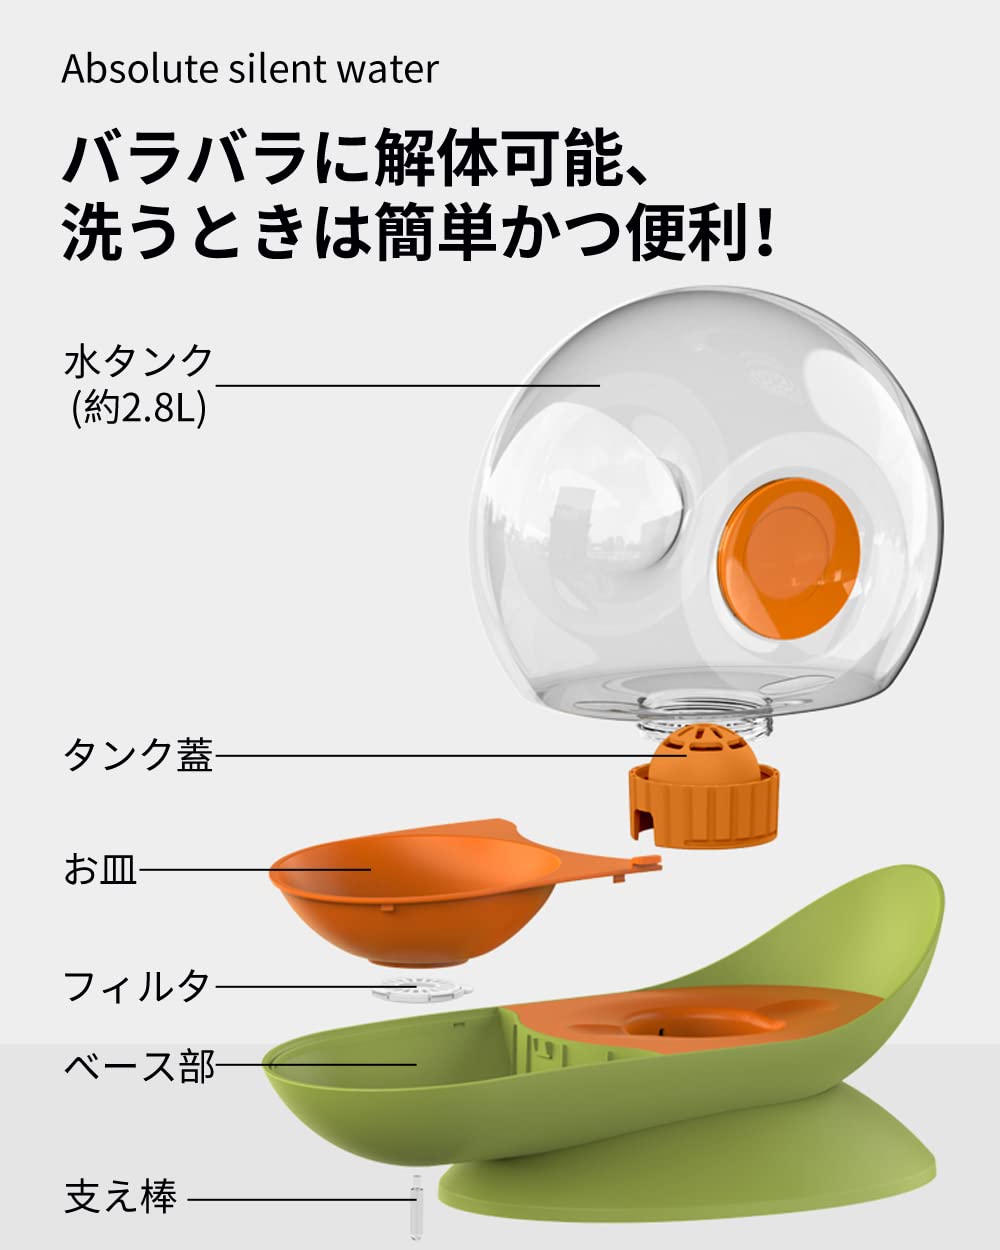 Absolute silent water
バラバラに解体可能、
洗うときは簡単かつ便利！
水タンク
(約2.8L)
タンク蓋
お皿
フィルタ
ベース部
支え棒